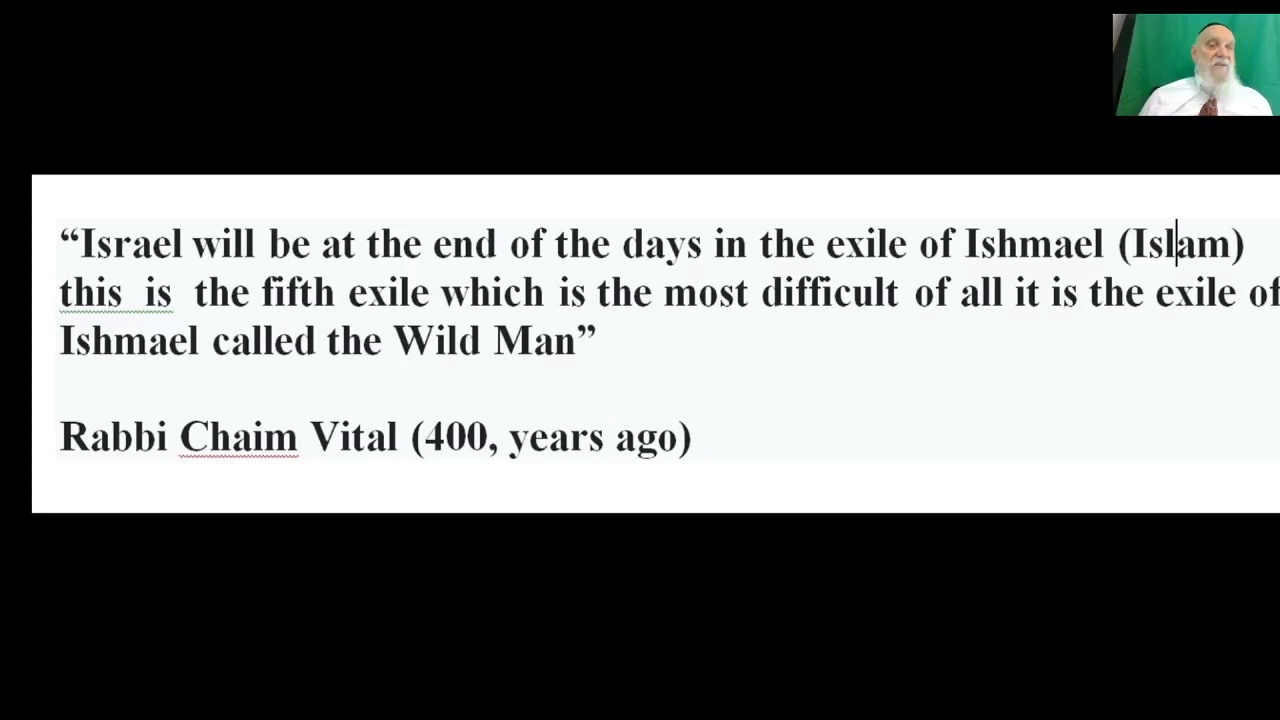 “Israel will be at the end of the days in the exile of Ishmael (Islam)
this is the fifth exile which is the most difficult of all it is the exile of
Ishmael called the Wild Man”
Rabbi Chaim Vital (400, years ago)